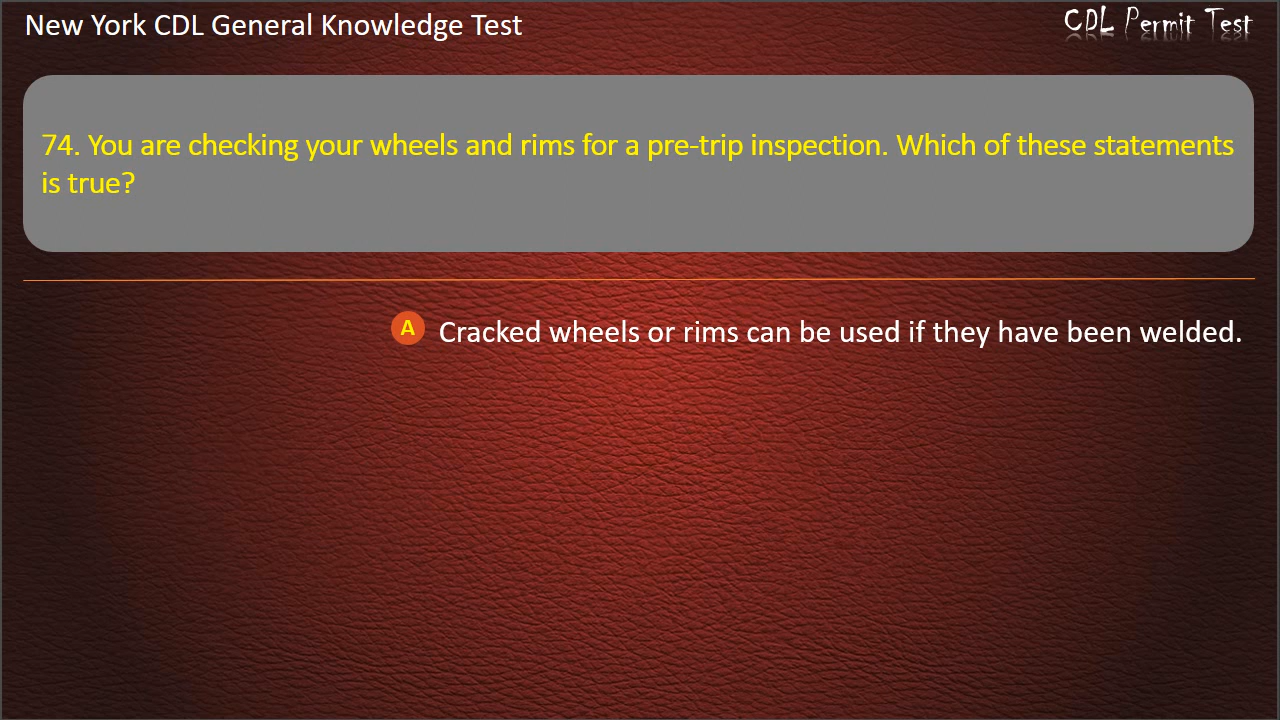 New York CDL General Knowledge Test
CDL Permit Test
74. You are checking your wheels and rims for a pre-trip inspection. Which of these statements
is true?
A Cracked wheels or rims can be used if they have been welded.